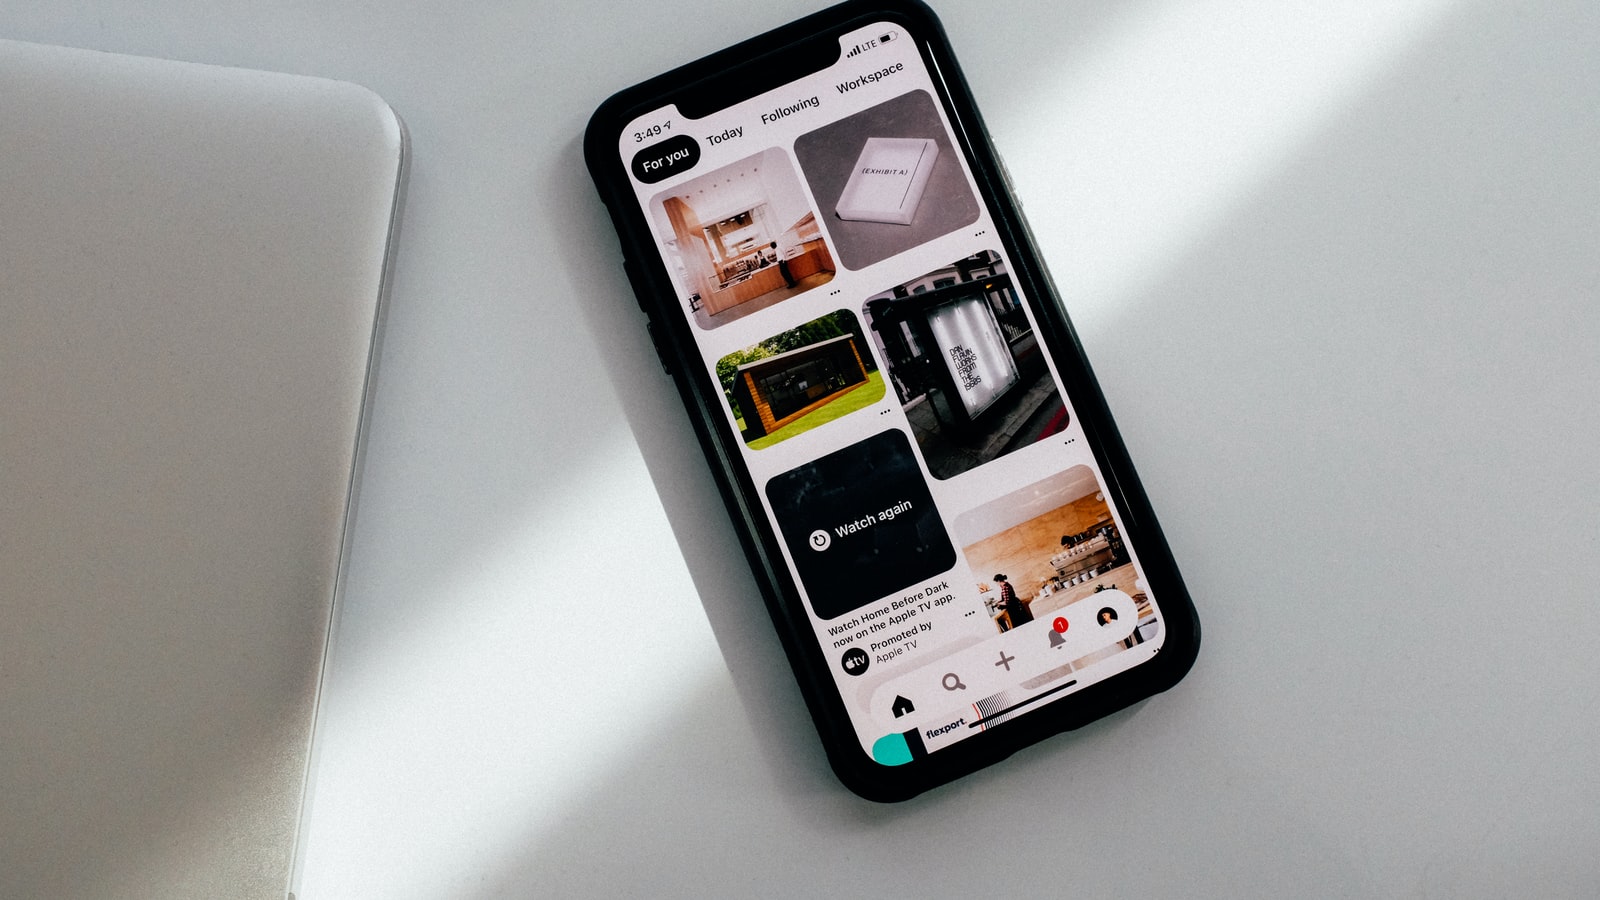 3:49
LTE
For you
Today
Following
Workspace
(EXHIBIT A)
DAN
FLAVIN
WORKS
FROM
THE
1990S
Watch again
Watch Home Before Dark
now on the Apple TV app.
Promoted by
Apple TV
tv
1
flexport.